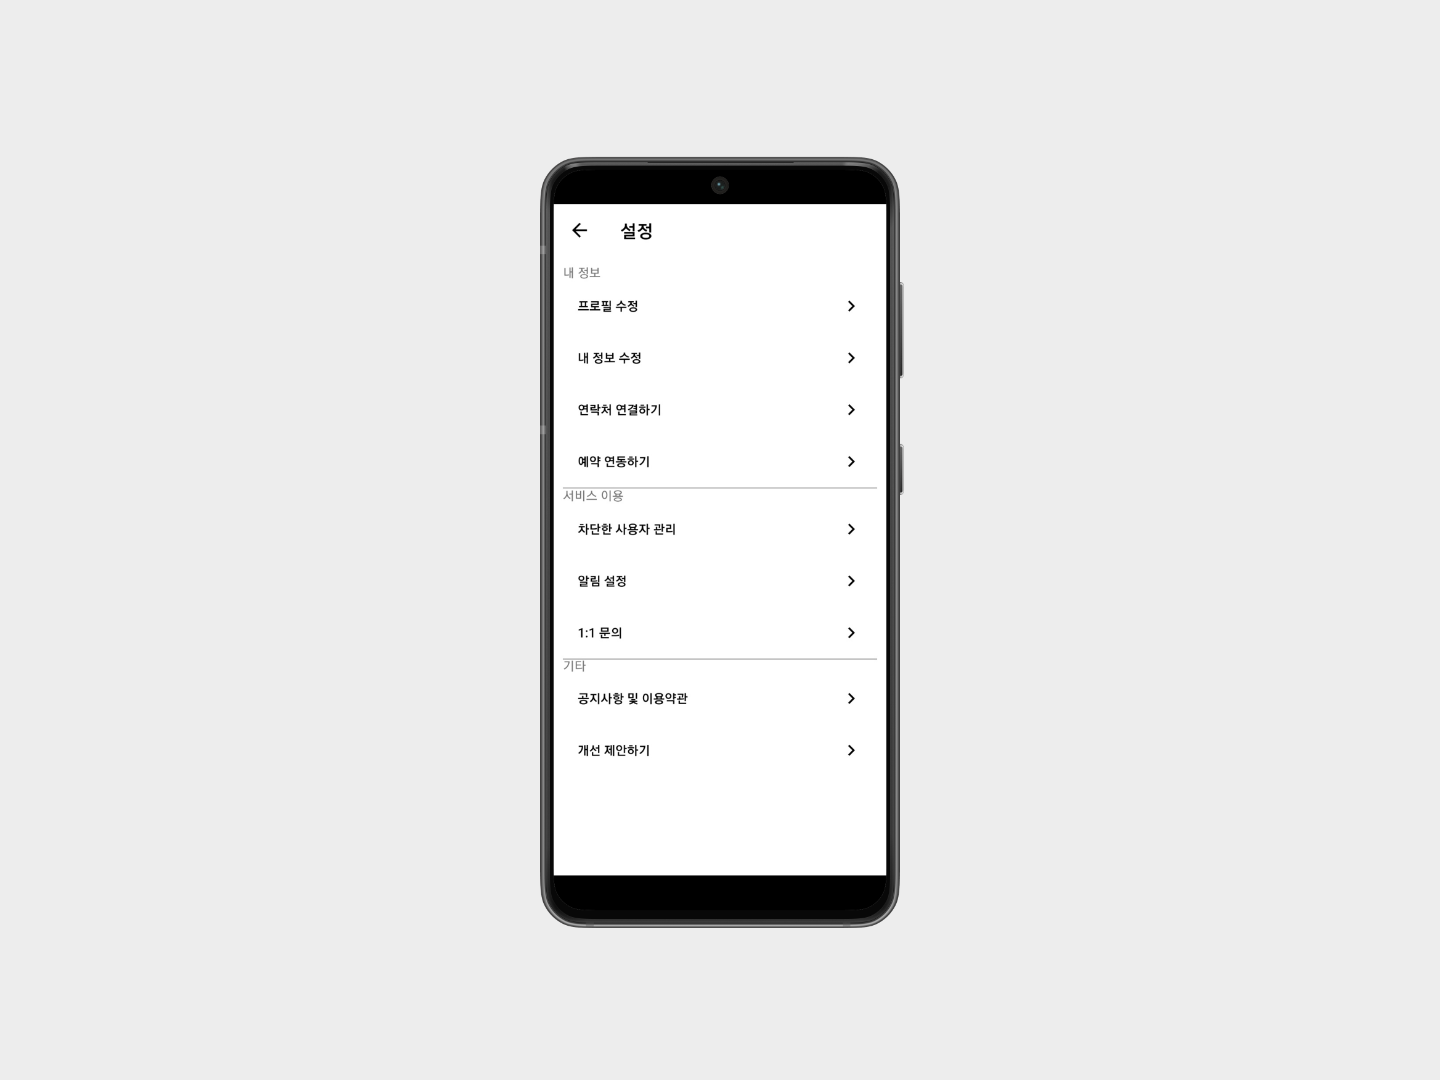 설정
내 정보
프로필 수정
내 정보 수정
연락처 연결하기
예약 연동하기
서비스 이용
차단한 사용자 관리
알림 설정
1:1 문의
기타
공지사항 및 이용약관
개선 제안하기